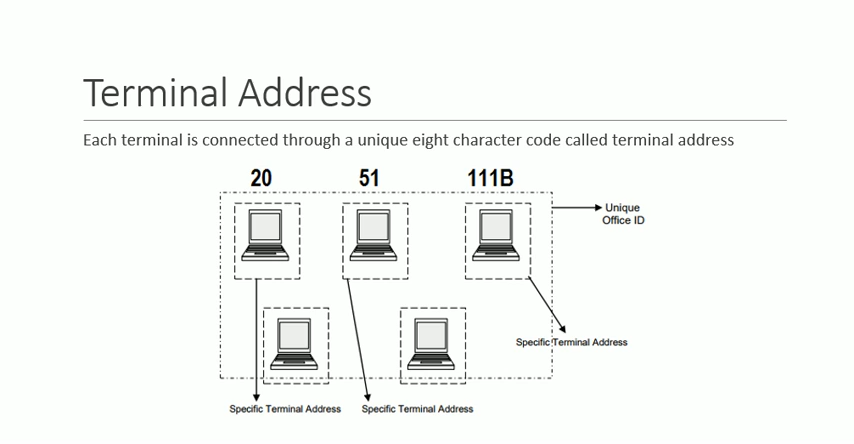 Terminal Address
Each terminal is connected through a unique eight character code called terminal address
20 51 111B
Unique
Office ID
Specific Terminal Address
Specific Terminal Address Specific Terminal Address